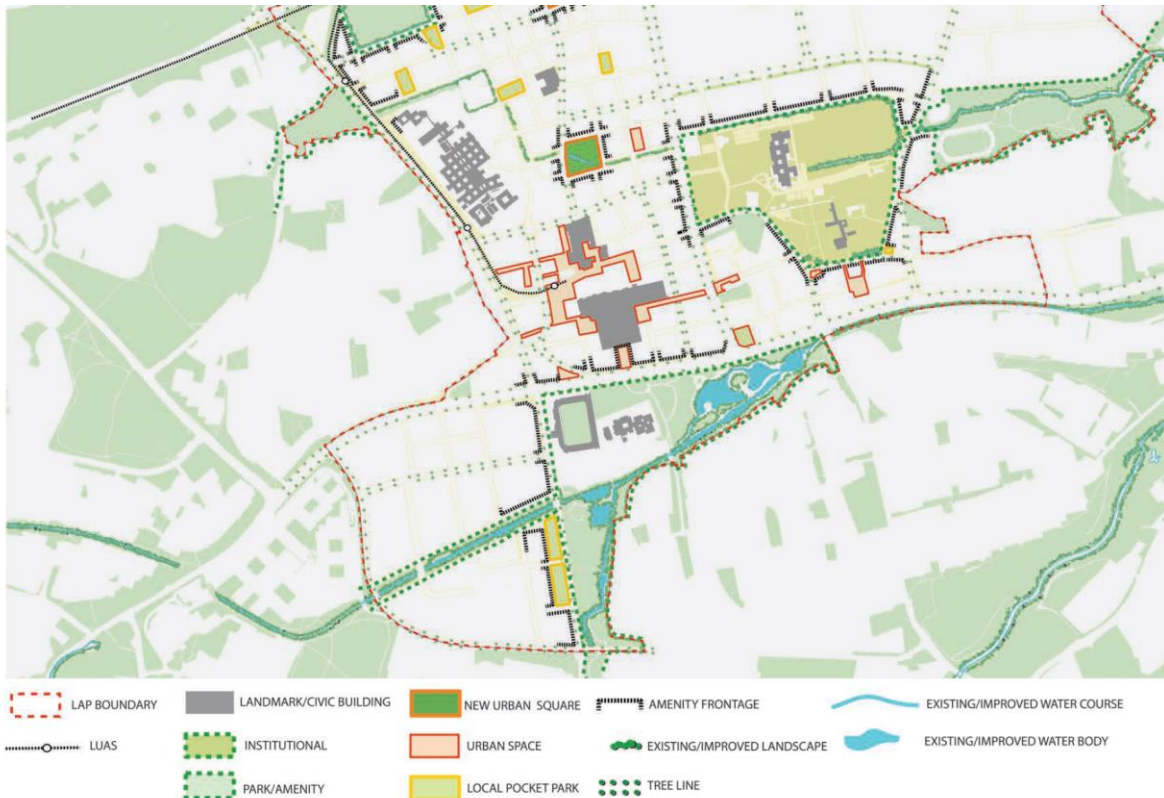 LAP BOUNDARY
LANDMARK/CIVIC BUILDING
NEW URBAN SQUARE
AMENITY FRONTAGE
EXISTING/IMPROVED WATER COURSE
LUAS
INSTITUTIONAL
URBAN SPACE
EXISTING/IMPROVED LANDSCAPE
EXISTING/IMPROVED WATER BODY
PARK/AMENITY
LOCAL POCKET PARK
TREE LINE